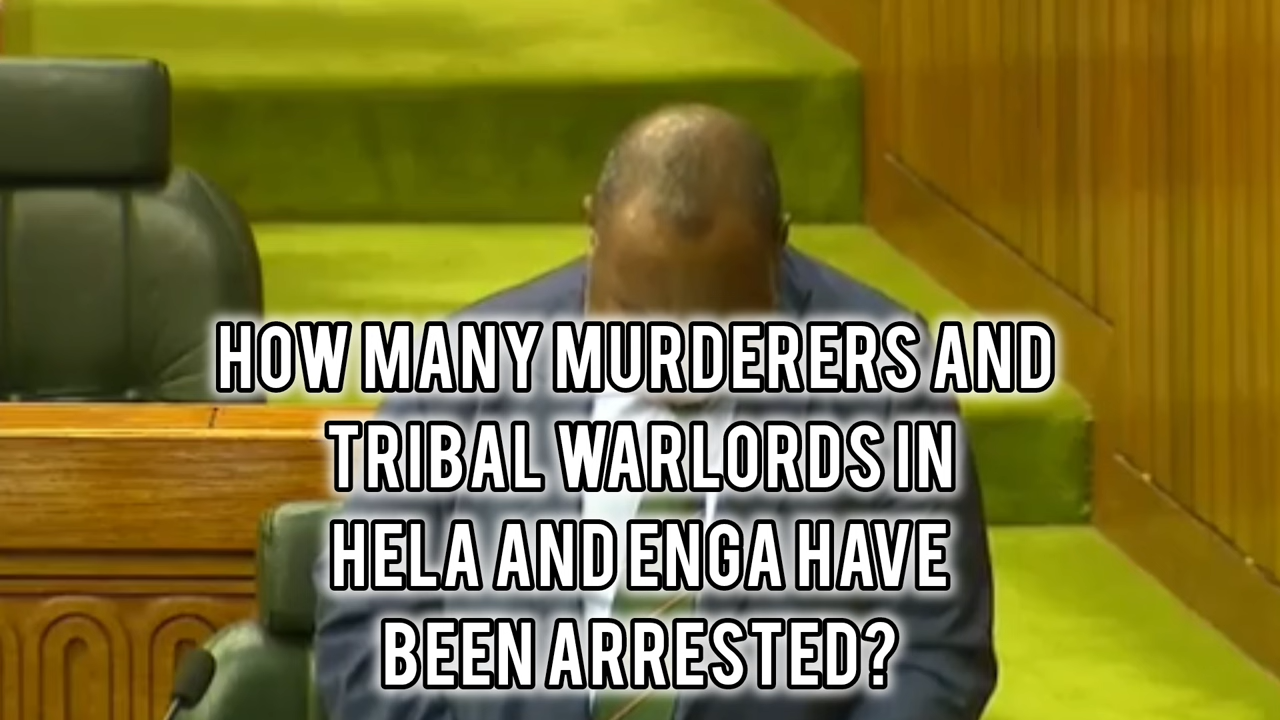 HOW MANY MURDERERS AND
TRIBAL WARLORDS IN
HELA AND ENGA HAVE
BEEN ARRESTED?